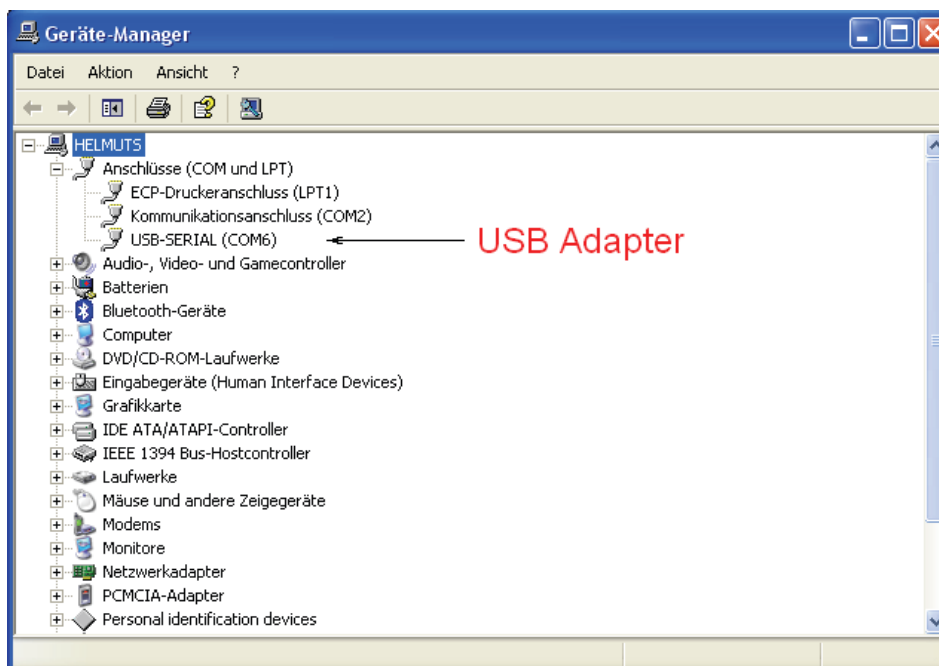 Geräte-Manager
Datei Aktion Ansicht ?
HELMUTS
Anschlüsse (COM und LPT)
ECP-Druckeranschluss (LPT1)
Kommunikationsanschluss (COM2)
USB-SERIAL (COM6) USB Adapter
Audio-, Video- und Gamecontroller
Batterien
Bluetooth-Geräte
Computer
DVD/CD-ROM-Laufwerke
Eingabegeräte (Human Interface Devices)
Grafikkarte
IDE ATA/ATAPI-Controller
IEEE 1394 Bus-Hostcontroller
Laufwerke
Mäuse und andere Zeigegeräte
Modems
Monitore
Netzwerkadapter
PCMCIA-Adapter
Personal identification devices